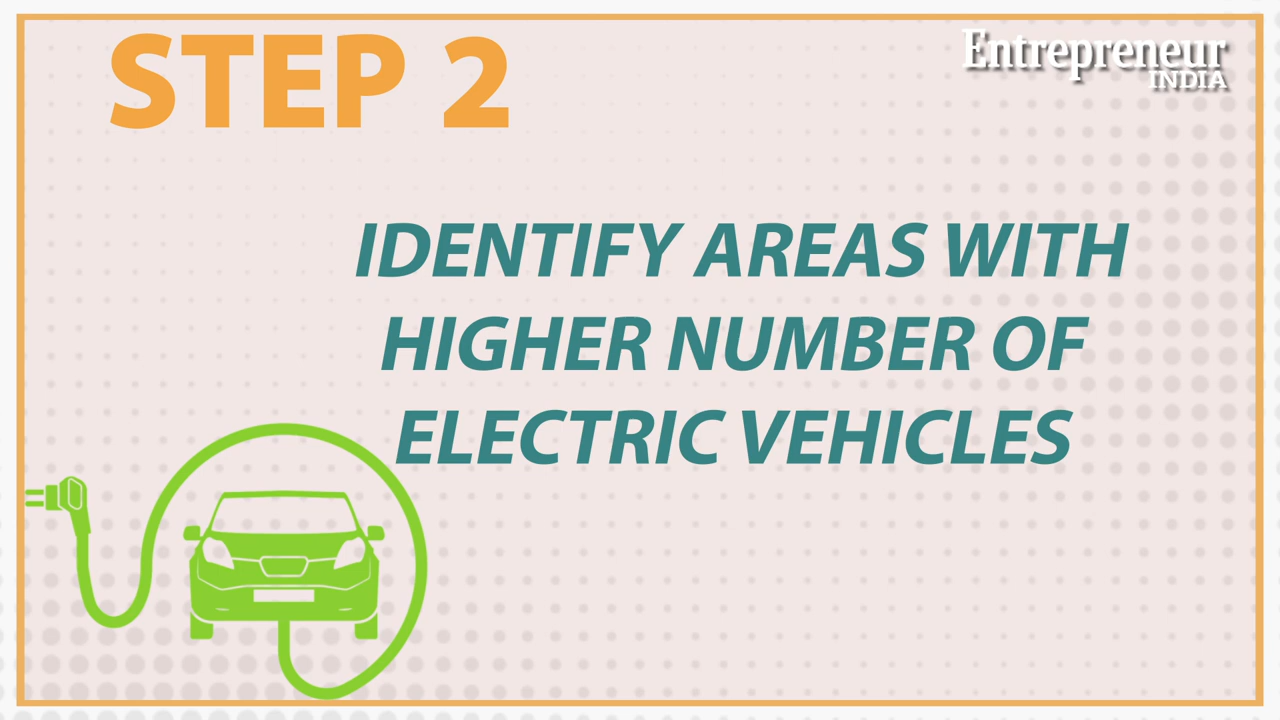 STEP 2
Entrepreneur
INDIA
IDENTIFY AREAS WITH
HIGHER NUMBER OF
ELECTRIC VEHICLES